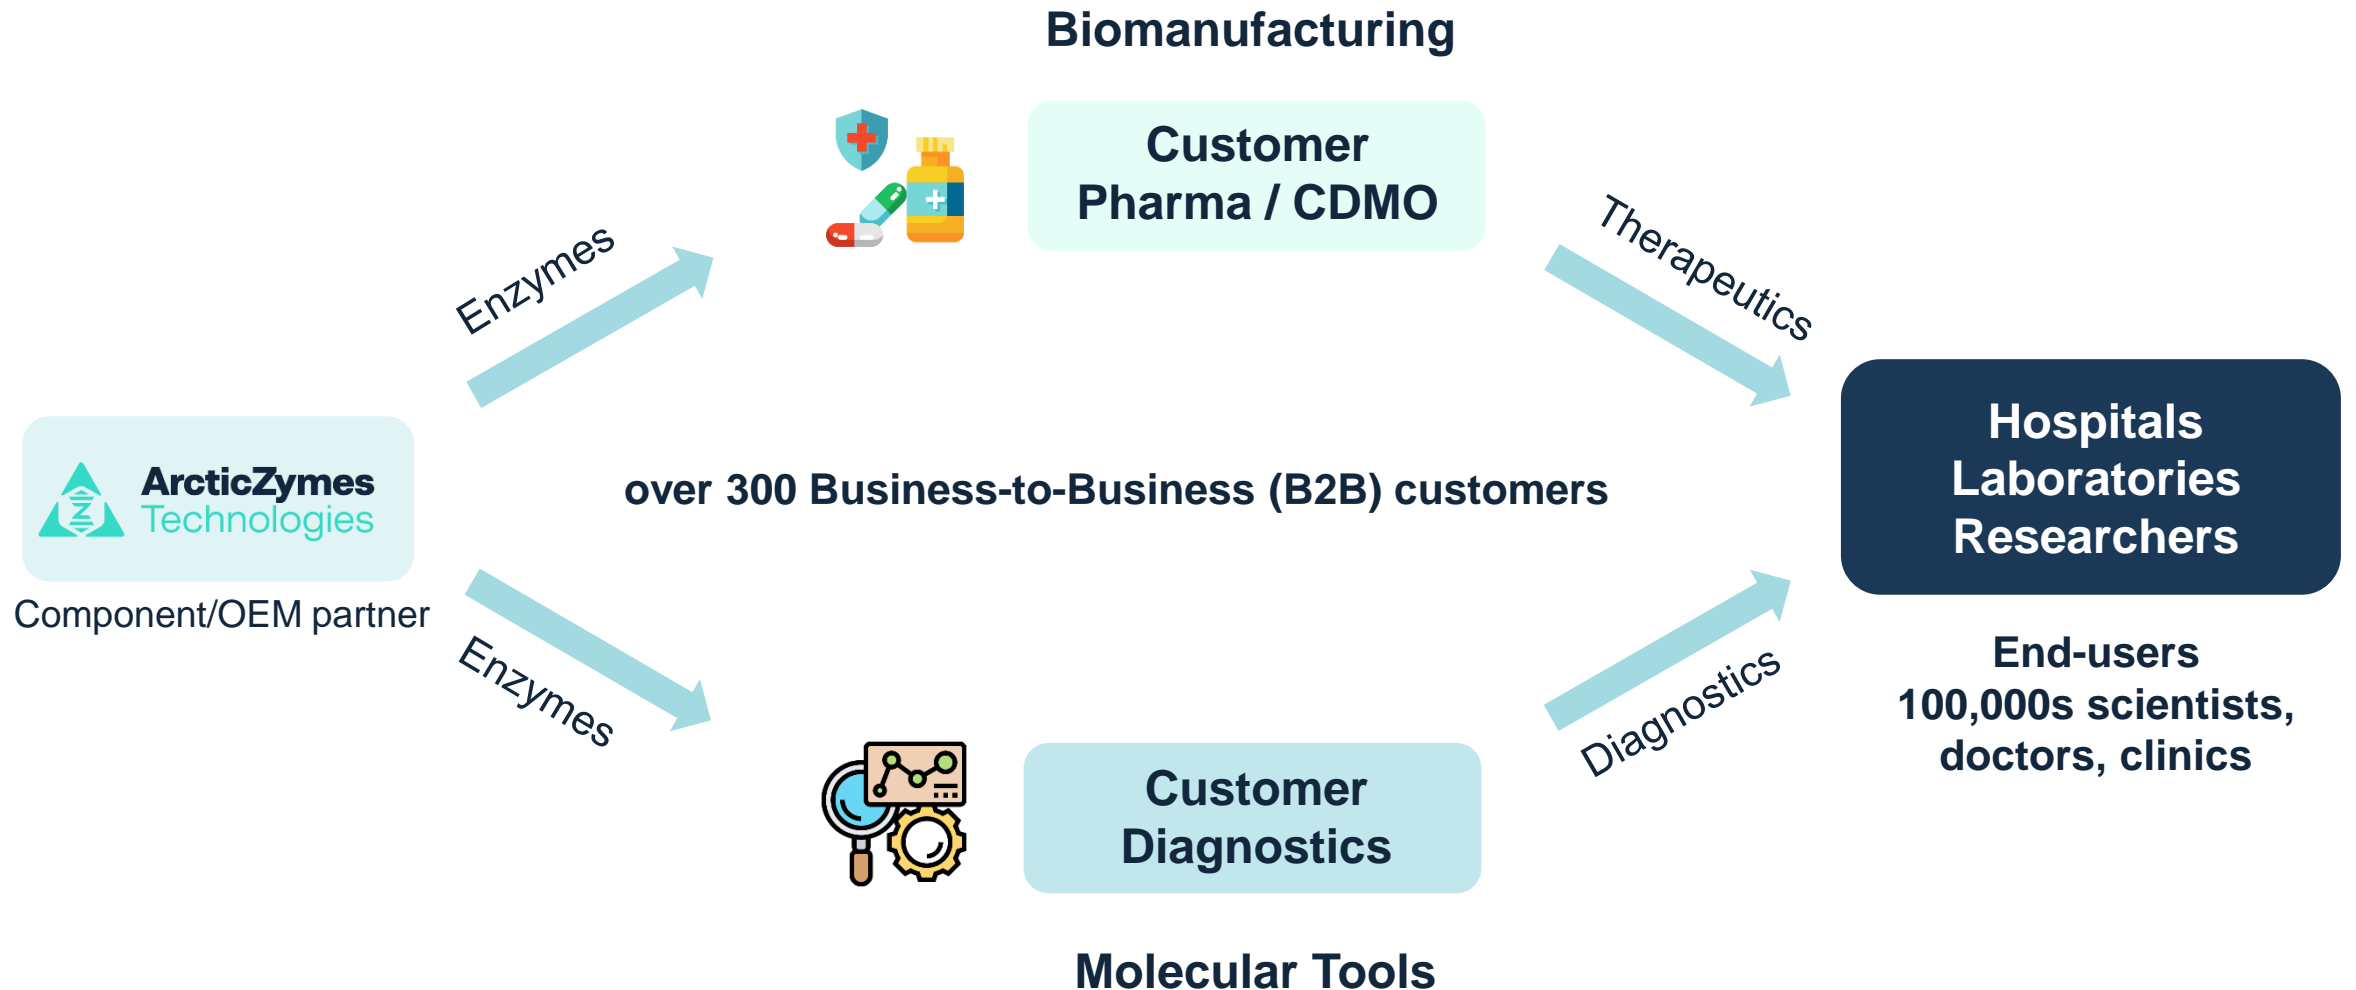 Biomanufacturing
Customer
Pharma / CDMO
Enzymes
Therapeutics
ArcticZymes
Technologies
Component/OEM partner
over 300 Business-to-Business (B2B) customers
Hospitals
Laboratories
Researchers
End-users
100,000s scientists,
doctors, clinics
Enzymes
Diagnostics
Customer
Diagnostics
Molecular Tools